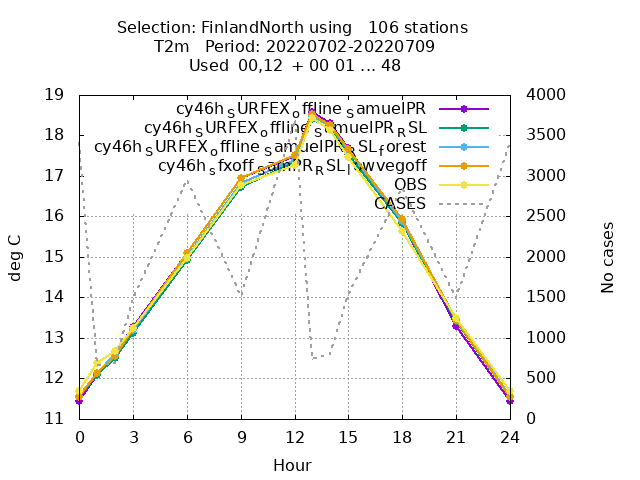 Selection: FinlandNorth using   106 stations
T2m   Period: 20220702-20220709
Used  00,12  + 00 01 ... 48
cy46h_SURFEX_offline_SamuelPR
cy46h_SURFEX_offline_SamuelPR_RSL
cy46h_SURFEX_offline_SamuelPR_RSL_forest
cy46h_sfxoff_SamPR_RSL_lowvegoff
OBS
CASES
19
18
17
16
15
14
13
12
11
4000
3500
3000
2500
2000
1500
1000
500
0
deg C
No cases
0 3 6 9 12 15 18 21 24
Hour